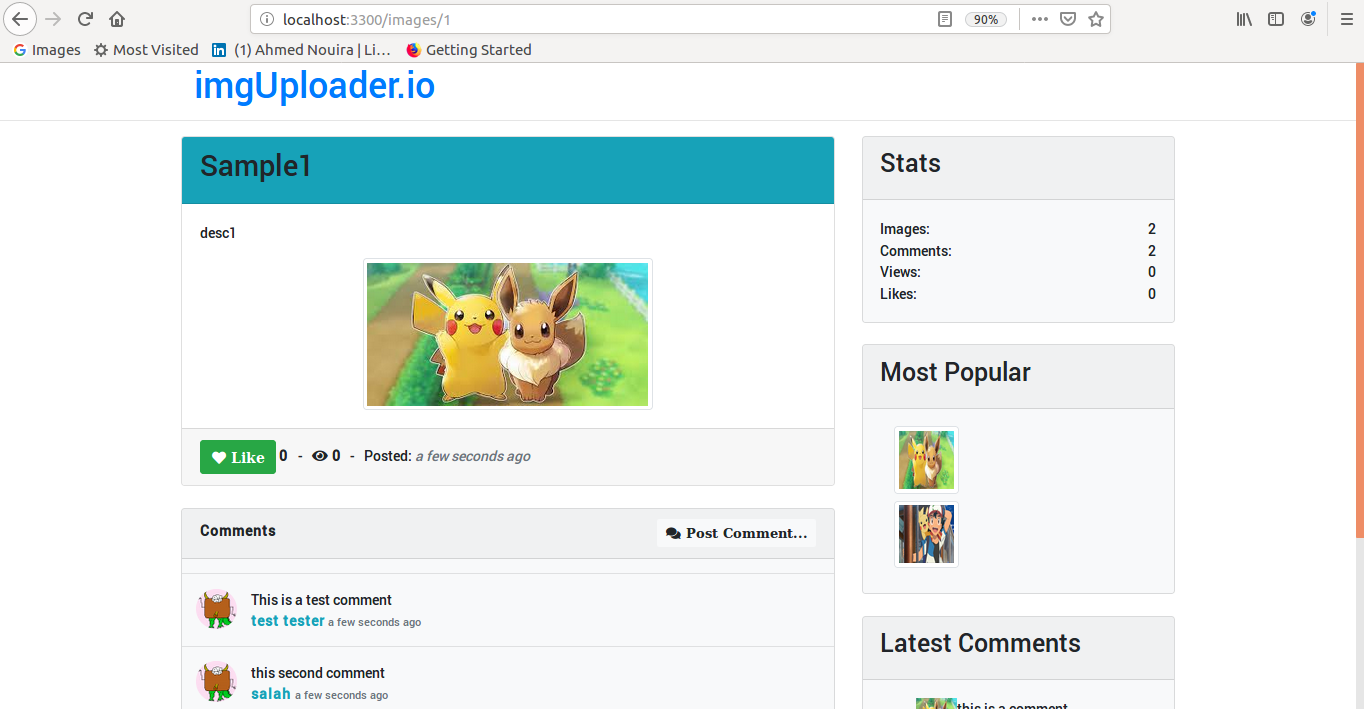 localhost:3300/images/1
90%
Images
Most Visited
(1) Ahmed Nouira | Li…
Getting Started
imgUploader.io
Sample1
desc1
Like 0 - 0 - Posted: a few seconds ago
Comments
Post Comment...
This is a test comment
test tester a few seconds ago
this second comment
salah a few seconds ago
Stats
Images: 2
Comments: 2
Views: 0
Likes: 0
Most Popular
Latest Comments
this is a comment